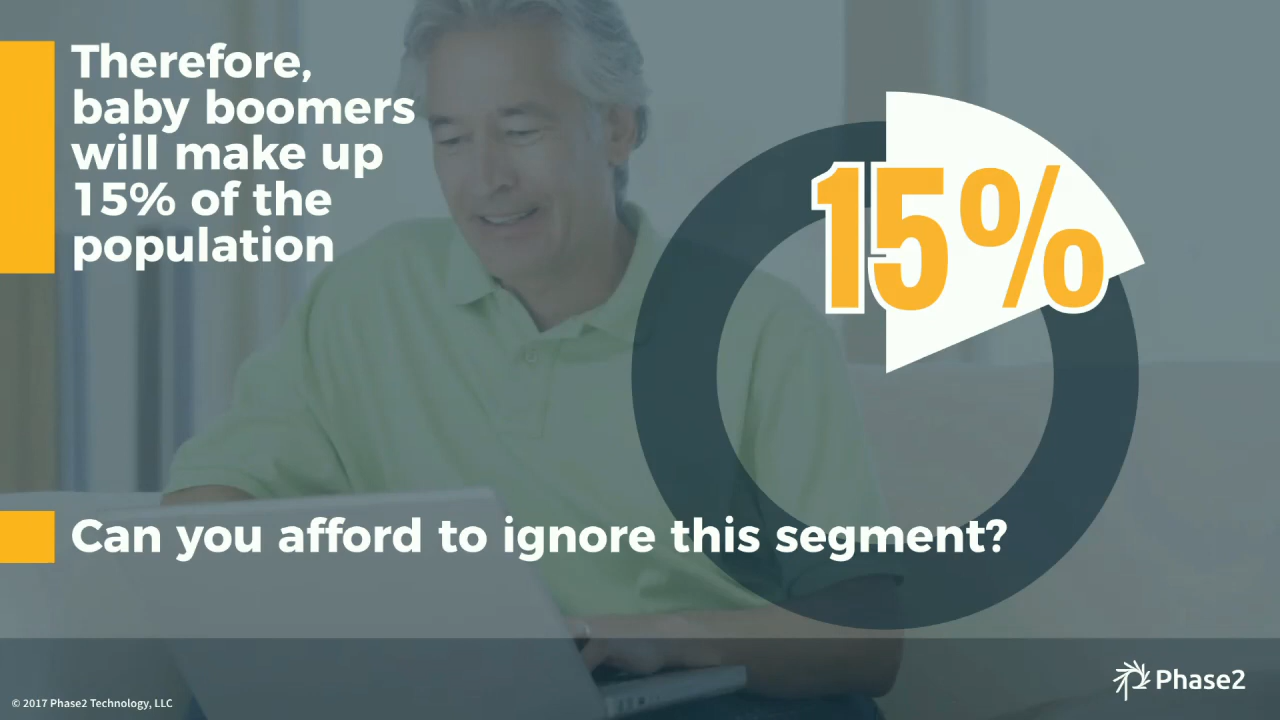 Therefore,
baby boomers
will make up
15% of the
population
15%
Can you afford to ignore this segment?
© 2017 Phase2 Technology, LLC
Phase2